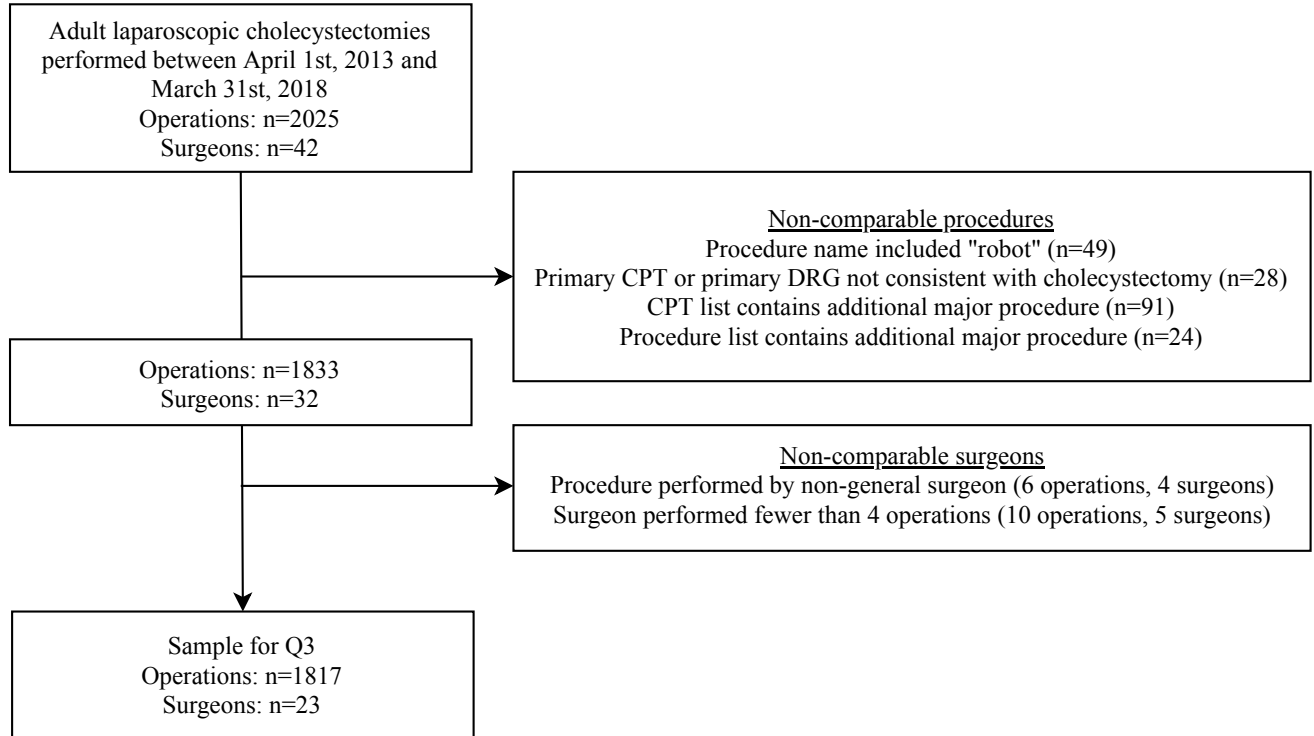 Adult laparoscopic cholecystectomies
performed between April 1st, 2013 and
March 31st, 2018
Operations: n=2025
Surgeons: n=42
Non-comparable procedures
Procedure name included "robot" (n=49)
Primary CPT or primary DRG not consistent with cholecystectomy (n=28)
CPT list contains additional major procedure (n=91)
Procedure list contains additional major procedure (n=24)
Operations: n=1833
Surgeons: n=32
Non-comparable surgeons
Procedure performed by non-general surgeon (6 operations, 4 surgeons)
Surgeon performed fewer than 4 operations (10 operations, 5 surgeons)
Sample for Q3
Operations: n=1817
Surgeons: n=23